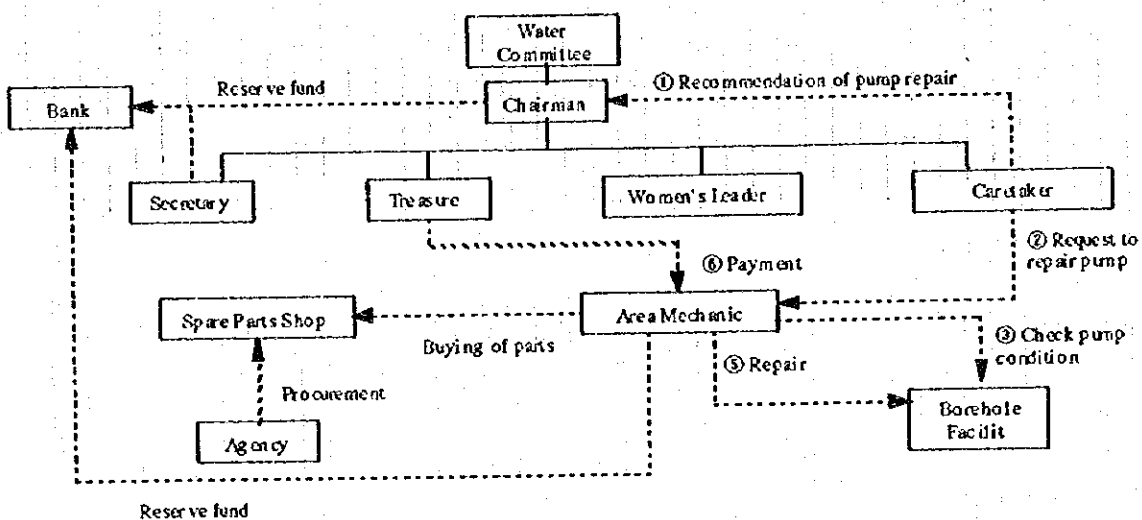 Water
Committee
Reserve fund
① Recommendation of pump repair
Bank
Chairman
Secretary
Treasure
Women's Leader
Caretaker
② Request to
repair pump
⑥ Payment
Spare Parts Shop
Area Mechanic
Buying of parts
③ Check pump
condition
⑤ Repair
Procurement
Borehole
Facilit
Agency
Reserve fund